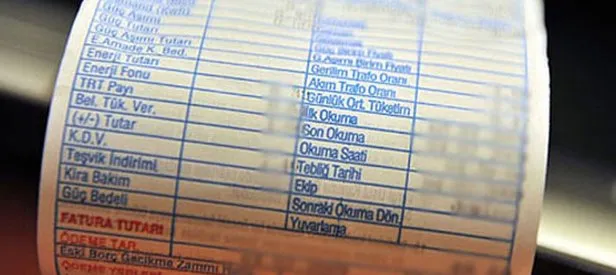 (Kent)
Güç Tutarı
Güç Aşımı Tutarı
E.Amade K. Bed.
Enerji Tutarı
Enerji Fonu
TRT Payı
Bel. Tük. Ver.
(+/-) Tutar
K.D.V.
Teşvik İndirimi
Kira Bakım
Güç Bedeli
FATURA TUTARI
ÖDEME TAR.
Eski Borç Gecikme Zammı
Güç Birim Fiyatı
G.Aşımı Birim Fiyatı
Gerilim Trafo Oranı
Akım Trafo Oranı
Günlük Ort. Tüketim
İlk Okuma
Son Okuma
Okuma Saati
Tebliğ Tarihi
Ekip
Sonraki Okuma Dön.
Yuvarlama